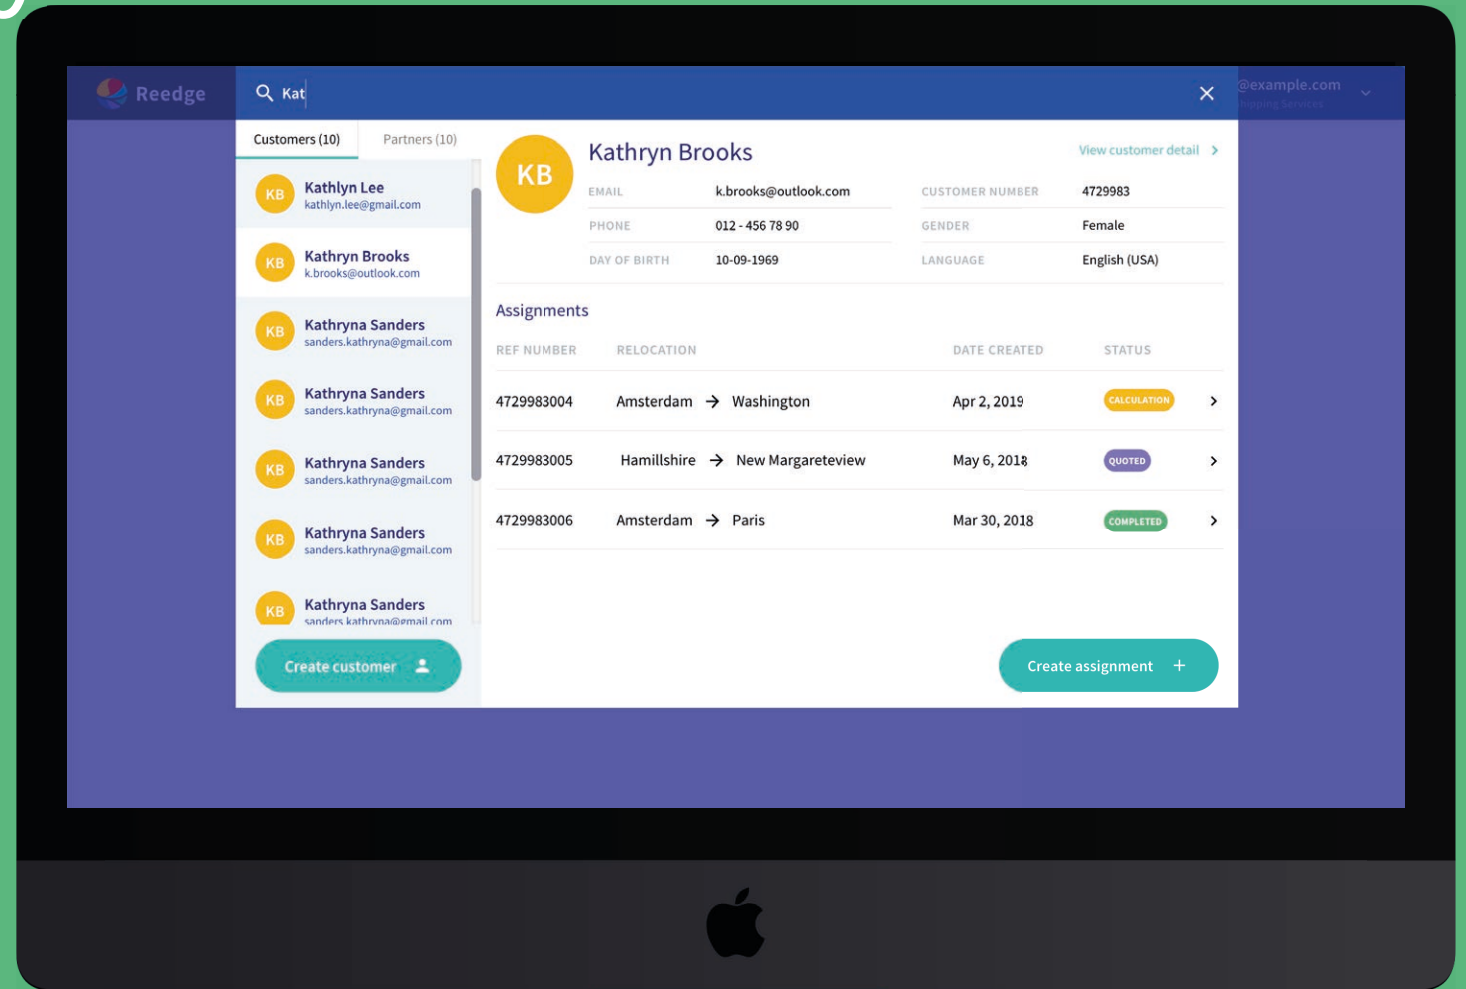 Reedge
Kat
@example.com
Shipping Services
Customers (10) Partners (10)
KB
Kathlyn Lee
kathlyn.lee@gmail.com
KB
Kathryn Brooks
k.brooks@outlook.com
KB
Kathryna Sanders
sanders.kathryna@gmail.com
KB
Kathryna Sanders
sanders.kathryna@gmail.com
KB
Kathryna Sanders
sanders.kathryna@gmail.com
KB
Kathryna Sanders
sanders.kathryna@gmail.com
KB
Kathryna Sanders
sanders.kathryna@gmail.com
Create customer
KB
Kathryn Brooks
View customer detail
EMAIL k.brooks@outlook.com CUSTOMER NUMBER 4729983
PHONE 012 - 456 78 90 GENDER Female
DAY OF BIRTH 10-09-1969 LANGUAGE English (USA)
Assignments
REF NUMBER RELOCATION DATE CREATED STATUS
4729983004 Amsterdam → Washington Apr 2, 2019 CALCULATION
4729983005 Hamillshire → New Margareteview May 6, 2018 QUOTED
4729983006 Amsterdam → Paris Mar 30, 2018 COMPLETED
Create assignment +